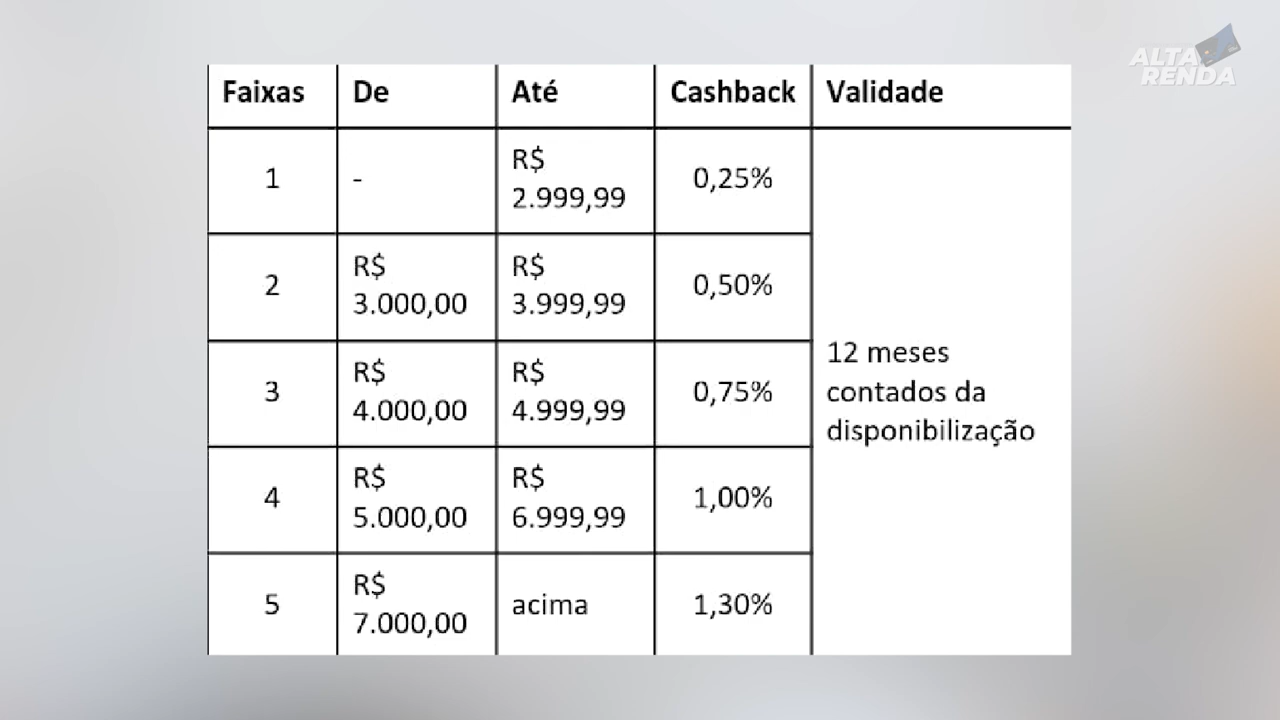 ALTA
RENDA
Faixas De Até Cashback Validade
1 - R$ 2.999,99 0,25%
2 R$ 3.000,00 R$ 3.999,99 0,50%
3 R$ 4.000,00 R$ 4.999,99 0,75%
4 R$ 5.000,00 R$ 6.999,99 1,00%
5 R$ 7.000,00 acima 1,30%
12 meses
contados da
disponibilização